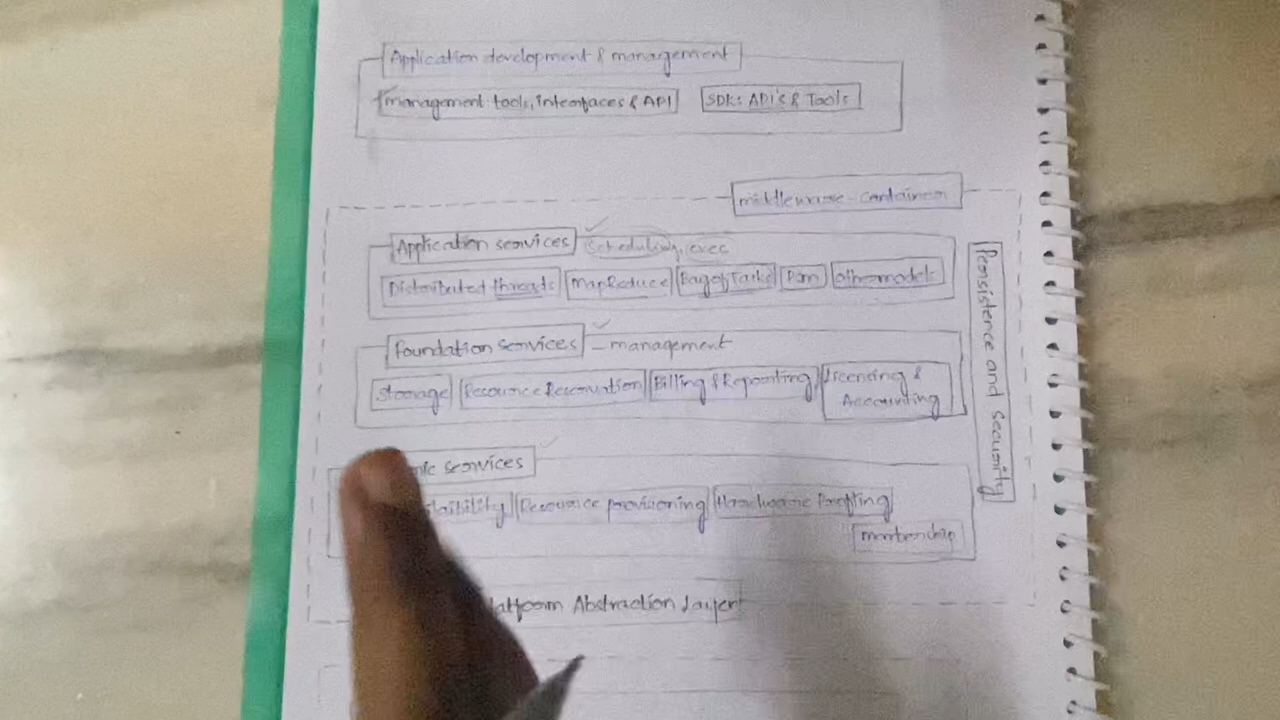 Application development & management
management tools, interfaces & API SDK: API's & Tools
middleware - container
Application services scheduling, exec
Distributed threads MapReduce Bag of Tasks PSM other models
Foundation services - management
Storage Resource Reservation Billing & Reporting Licensing &
Accounting
services
Resource provisioning Hardware Profiling
membership
Abstraction Layer
Persistence and security